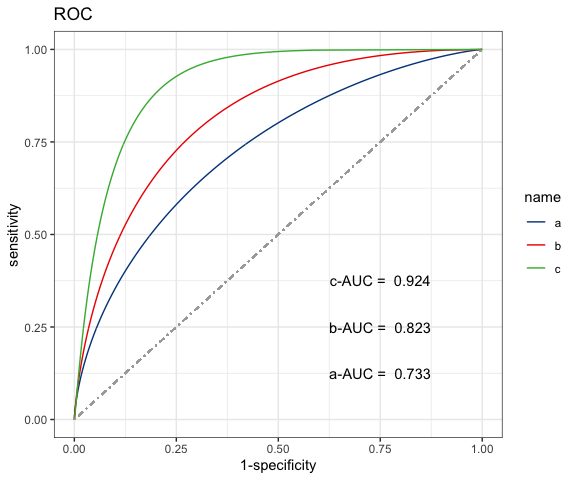 ROC
1.00
0.75
0.50
0.25
0.00
sensitivity
c-AUC = 0.924
b-AUC = 0.823
a-AUC = 0.733
0.00 0.25 0.50 0.75 1.00
1-specificity
name
a
b
c